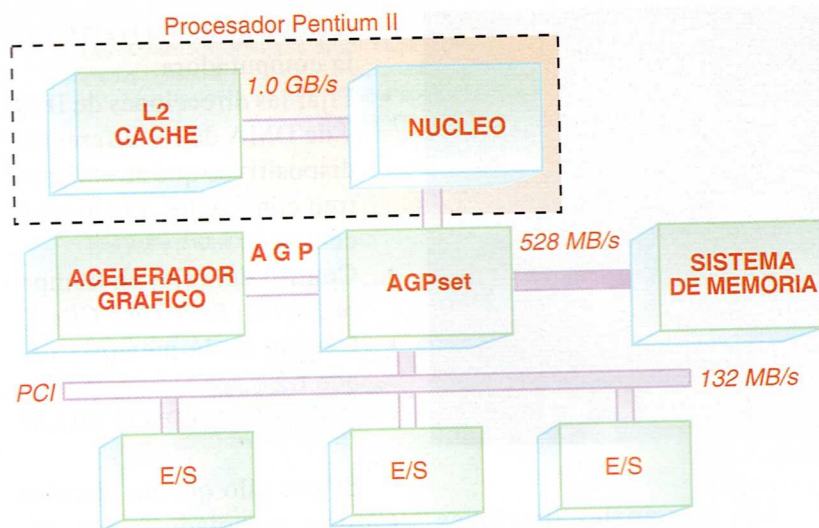 Procesador Pentium II
L2
CACHE
1.0 GB/s
NUCLEO
ACELERADOR
GRAFICO
A G P
AGPset
528 MB/s
SISTEMA
DE MEMORIA
PCI
132 MB/s
E/S
E/S
E/S